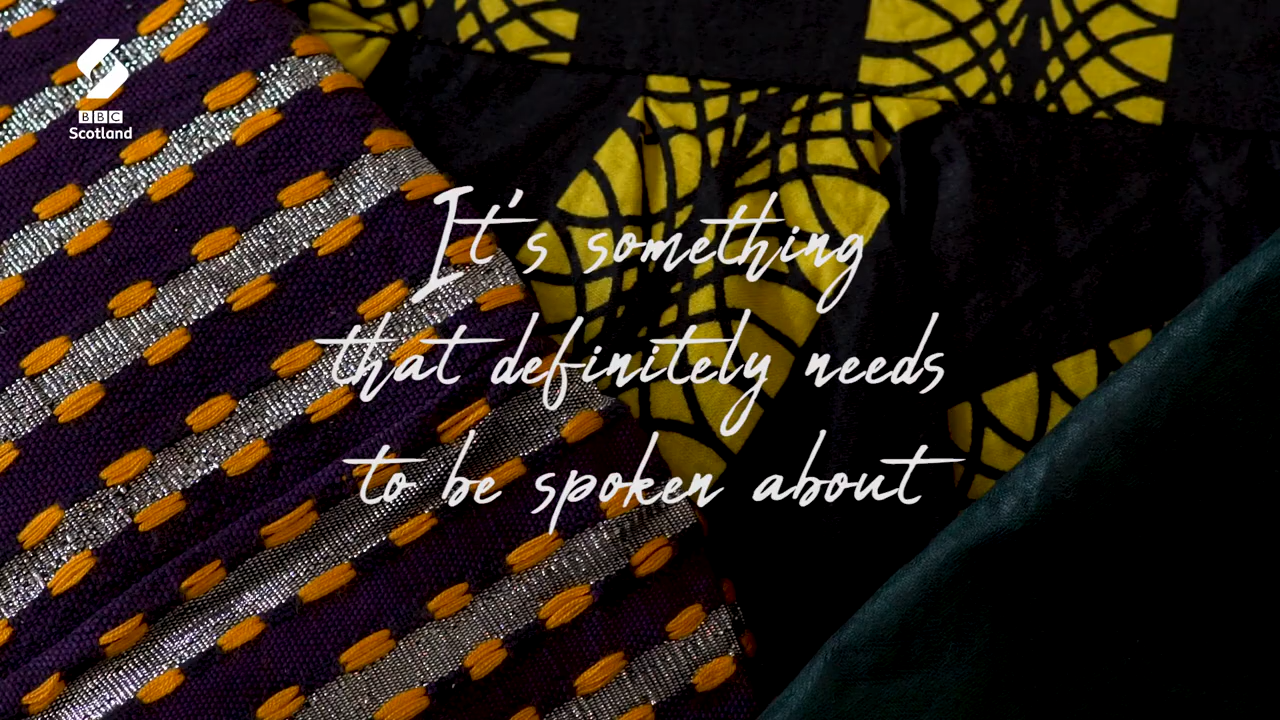 BBC
Scotland
It's something
that definitely needs
to be spoken about